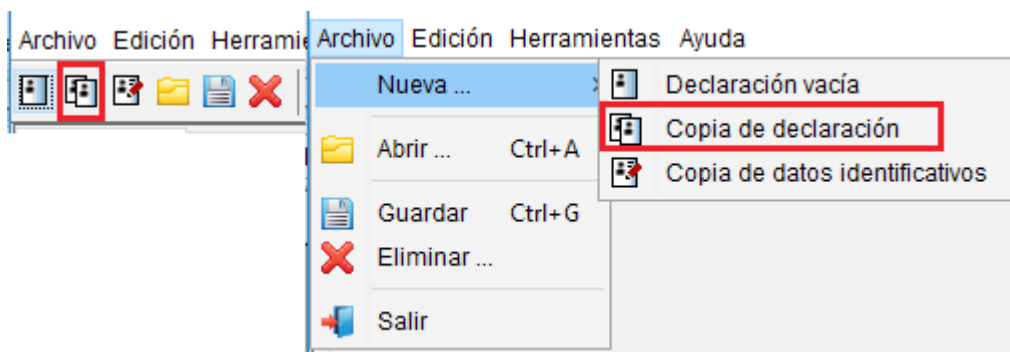 Archivo Edición Herramie
Archivo Edición Herramientas Ayuda
Nueva ...
Declaración vacía
Copia de declaración
Abrir ... Ctrl+A
Copia de datos identificativos
Guardar Ctrl+G
Eliminar ...
Salir